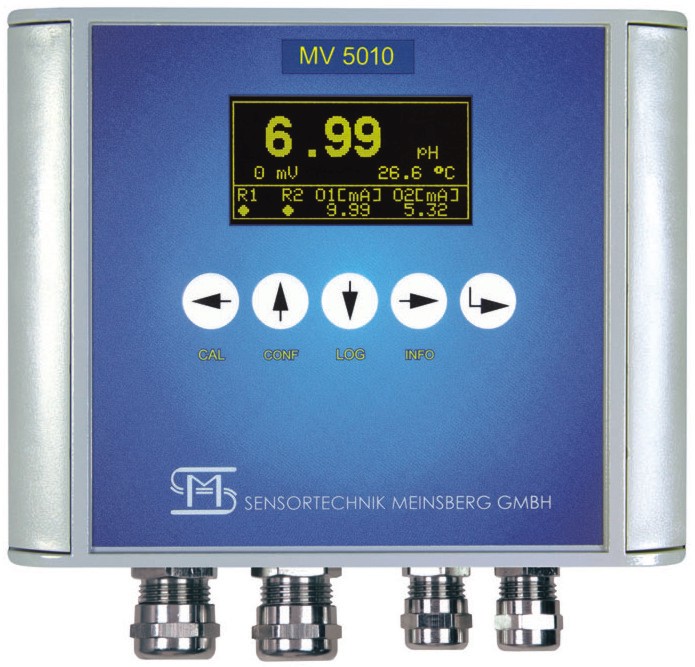 MV 5010
6.99 pH
0 mV 26.6 ºC
R1 R2 O1[mA] O2[mA]
9.99 5.32
CAL CONF LOG INFO
SENSORTECHNIK MEINSBERG GMBH